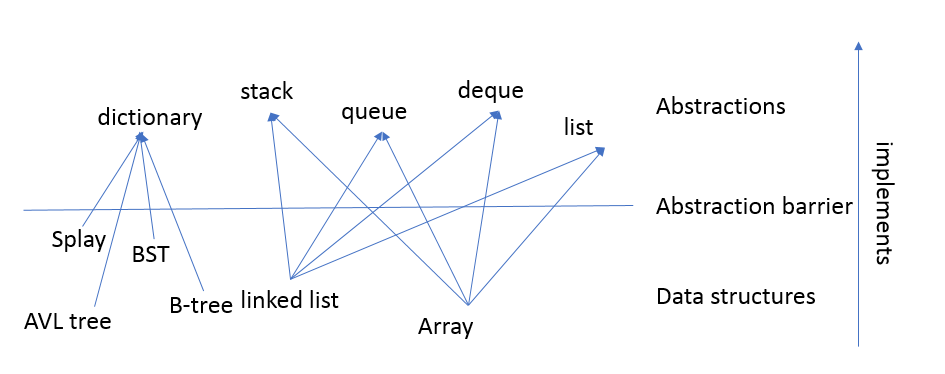 stack
deque
dictionary
queue
list
Abstractions
implements
Abstraction barrier
Splay
BST
B-tree
linked list
Data structures
AVL tree
Array